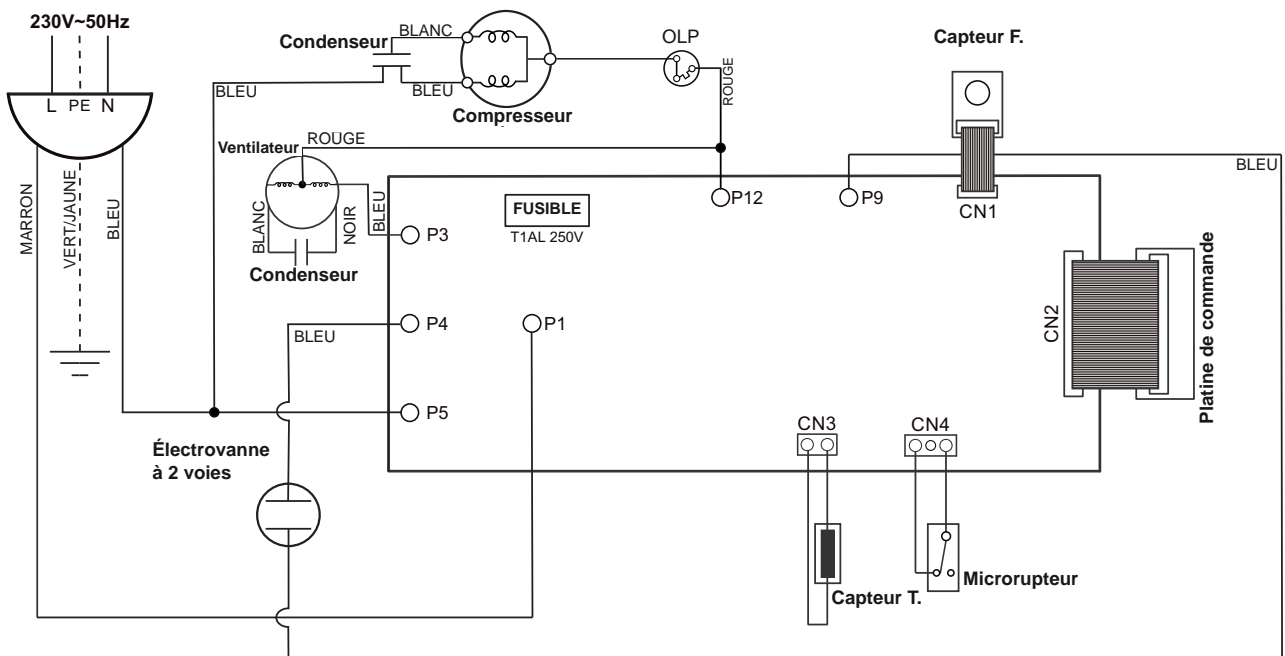 230V~50Hz
L PE N
MARRON
VERT/JAUNE
BLEU
BLEU
Condenseur
BLANC
BLEU
Compresseur
OLP
ROUGE
Capteur F.
Ventilateur
ROUGE
BLANC
NOIR
BLEU
Condenseur
P3
FUSIBLE
T1AL 250V
P12
P9
CN1
BLEU
P4
BLEU
P1
P5
CN2
Platine de commande
Électrovanne
à 2 voies
CN3
CN4
Capteur T.
Microrupteur